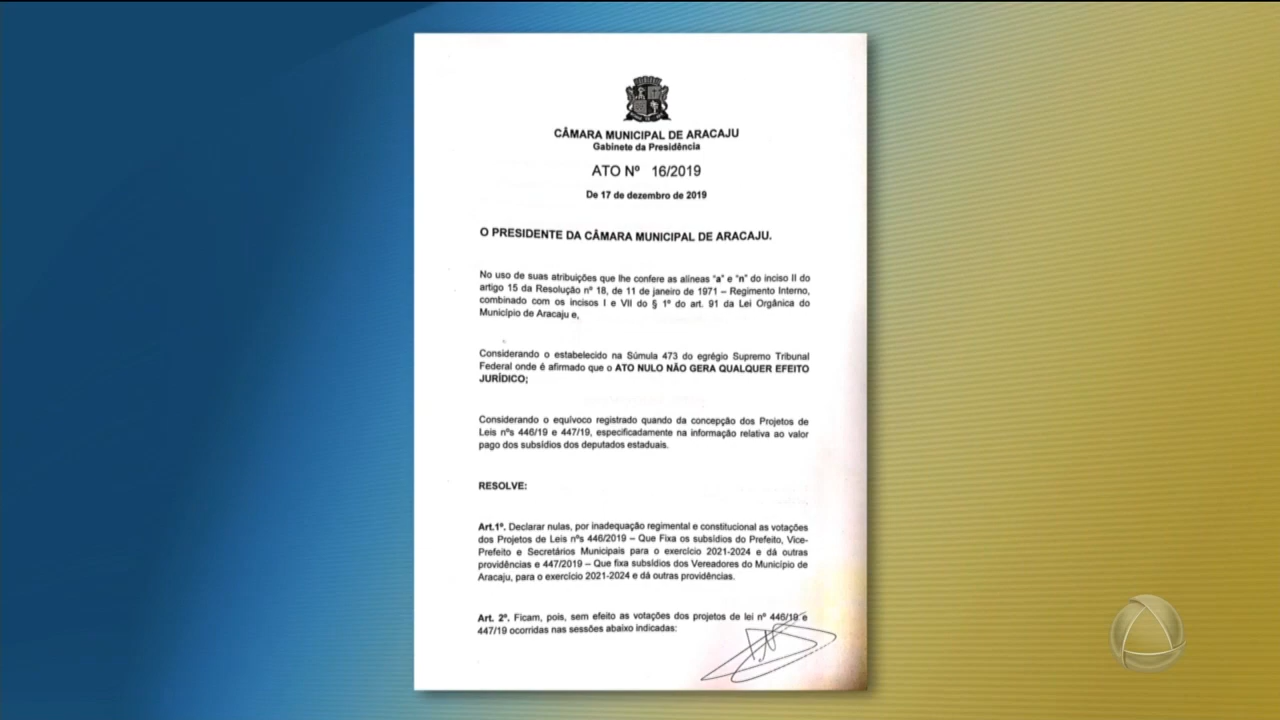 CÂMARA MUNICIPAL DE ARACAJU
Gabinete da Presidência
ATO Nº 16/2019
De 17 de dezembro de 2019
O PRESIDENTE DA CÂMARA MUNICIPAL DE ARACAJU.
No uso de suas atribuições que lhe confere as alíneas "a" e "n" do inciso II do
artigo 15 da Resolução nº 18, de 11 de janeiro de 1971 – Regimento Interno,
combinado com os incisos I e VII do § 1º do art. 91 da Lei Orgânica do
Município de Aracaju e,
Considerando o estabelecido na Súmula 473 do egrégio Supremo Tribunal
Federal onde é afirmado que o ATO NULO NÃO GERA QUALQUER EFEITO
JURÍDICO;
Considerando o equívoco registrado quando da concepção dos Projetos de
Leis nºs 446/19 e 447/19, especificadamente na informação relativa ao valor
pago dos subsídios dos deputados estaduais.
RESOLVE:
Art.1º. Declarar nulas, por inadequação regimental e constitucional as votações
dos Projetos de Leis nºs 446/2019 – Que Fixa os subsídios do Prefeito, Vice-
Prefeito e Secretários Municipais para o exercício 2021-2024 e dá outras
providências e 447/2019 – Que fixa subsídios dos Vereadores do Município de
Aracaju, para o exercício 2021-2024 e dá outras providências.
Art. 2º. Ficam, pois, sem efeito as votações dos projetos de lei nº 446/19 e
447/19 ocorridas nas sessões abaixo indicadas: